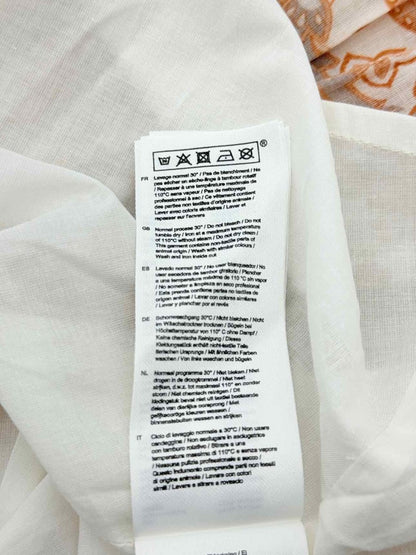 ®
FR
Lavage normal 30° / Pas de blanchiment / Ne
pas sécher en sèche-linge à tambour rotatif
/ Repasser à une température maximale de
110°C sans vapeur / Pas de nettoyage
professionnel à sec / Ce vêtement contient
des parties non textiles d'origine animale /
Laver avec coloris similaires / Laver et
repasser sur l'envers
GB
Normal process 30° / Do not bleach / Do not
tumble dry / Iron at a maximum temperature
of 110°C without steam / Do not dry clean /
This garment contains non-textile parts of
animal origin / Wash with similar colours /
Wash and iron inside out
ES
Lavado normal 30° / No usar blanqueador / No
usar secadora de tambor giratorio / Planchar
a una temperatura máxima de 110°C sin vapor
/ No someter a limpieza en seco profesional
/ Esta prenda contiene partes no textiles de
origen animal / Lavar con colores similares
/ Lavar y planchar por el revés
DE
Schonwaschgang 30°C / Nicht bleichen / Nicht
im Wäschetrockner trocknen / Bügeln bei
Höchsttemperatur von 110°C ohne Dampf /
Keine chemische Reinigung / Dieses
Kleidungsstück enthält nicht-textile Teile
tierischen Ursprungs / Mit ähnlichen Farben
waschen / Von links waschen und bügeln
NL
Normaal programma 30° / Niet bleken / Niet
drogen in de droogtrommel / Niet heet
strijken, d.w.z. tot maximaal 110° en zonder
stoom / Niet chemisch reinigen / Dit
kledingstuk bevat niet uit textiel bestaande
delen van dierlijke oorsprong / Met
gelijksoortige kleuren wassen /
binnenstebuiten wassen en strijken
IT
Ciclo di lavaggio normale a 30°C / Non usare
candeggina / Non asciugare in asciugatrice
con tamburo rotativo / Stirare a una
temperatura massima di 110°C e senza vapore
/ Nessuna pulizia professionale a secco /
Questo indumento comprende parti non tessili
di origine animale / Lavare con colori
simili / Lavare e stirare a rovescio